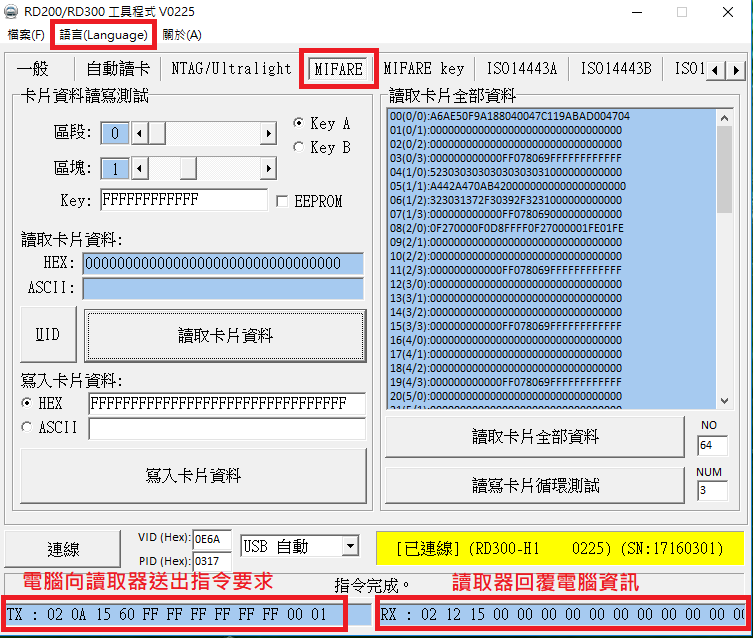 RD200/RD300 工具程式 V0225
檔案(F) 語言(Language) 關於(A)
一般 自動讀卡 NTAG/Ultralight MIFARE MIFARE key ISO14443A ISO14443B ISO1
卡片資料讀寫測試
區段: 0
Key A
Key B
區塊: 1
Key: FFFFFFFFFFFF EEPROM
讀取卡片資料:
HEX: 00000000000000000000000000000000
ASCII:
UID 讀取卡片資料
寫入卡片資料:
HEX FFFFFFFFFFFFFFFFFFFFFFFFFFFFFFFF
ASCII
寫入卡片資料
讀取卡片全部資料
00(0/0):A6AE50F9A188040047C119ABAD004704
01(0/1):00000000000000000000000000000000
02(0/2):00000000000000000000000000000000
03(0/3):000000000000FF078069FFFFFFFFFFFF
04(1/0):52303030303030303031000000000000
05(1/1):A442A470AB4200000000000000000000
06(1/2):323031372F30392F3231000000000000
07(1/3):000000000000FF078069000000000000
08(2/0):0F270000F0D8FFFF0F27000001FE01FE
09(2/1):00000000000000000000000000000000
10(2/2):00000000000000000000000000000000
11(2/3):000000000000FF078069FFFFFFFFFFFF
12(3/0):00000000000000000000000000000000
13(3/1):00000000000000000000000000000000
14(3/2):00000000000000000000000000000000
15(3/3):000000000000FF078069FFFFFFFFFFFF
16(4/0):00000000000000000000000000000000
17(4/1):00000000000000000000000000000000
18(4/2):00000000000000000000000000000000
19(4/3):000000000000FF078069FFFFFFFFFFFF
20(5/0):00000000000000000000000000000000
讀取卡片全部資料
NO
64
讀寫卡片循環測試
NUM
3
連線
VID (Hex): 0E6A
PID (Hex): 0317
USB 自動
[已連線] (RD300-H1 0225) (SN:17160301)
電腦向讀取器送出指令要求 指令完成。 讀取器回覆電腦資訊
TX : 02 0A 15 60 FF FF FF FF FF FF 00 01
RX : 02 12 15 00 00 00 00 00 00 00 00 00 00 00